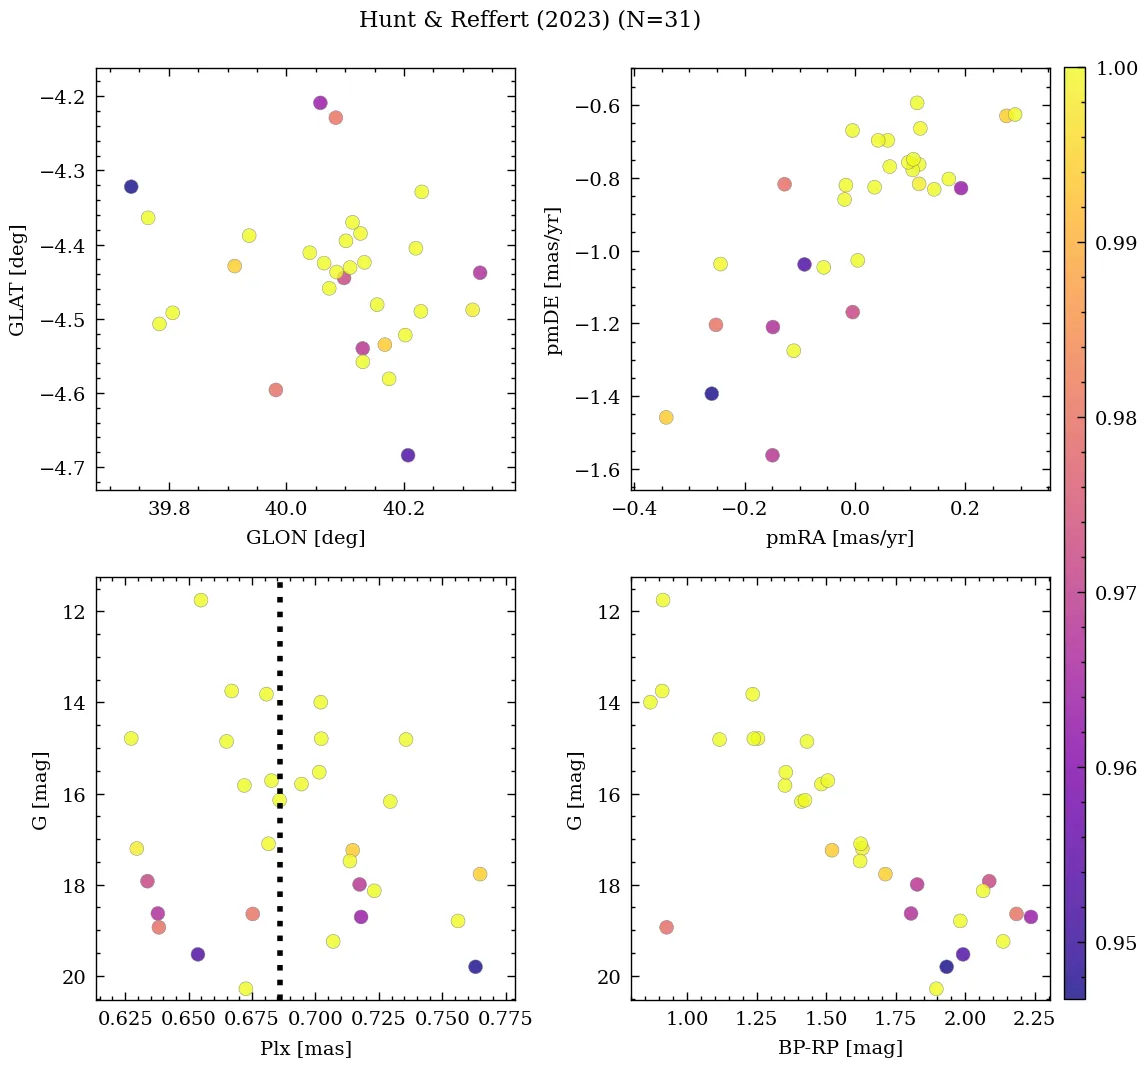 Hunt & Reffert (2023) (N=31)
−4.2
−4.3
−4.4
−4.5
−4.6
−4.7
GLAT [deg]
39.8 40.0 40.2
GLON [deg]
−0.6
−0.8
−1.0
−1.2
−1.4
−1.6
pmDE [mas/yr]
−0.4 −0.2 0.0 0.2
pmRA [mas/yr]
12
14
16
18
20
G [mag]
0.625 0.650 0.675 0.700 0.725 0.750 0.775
Plx [mas]
12
14
16
18
20
G [mag]
1.00 1.25 1.50 1.75 2.00 2.25
BP-RP [mag]
1.00
0.99
0.98
0.97
0.96
0.95